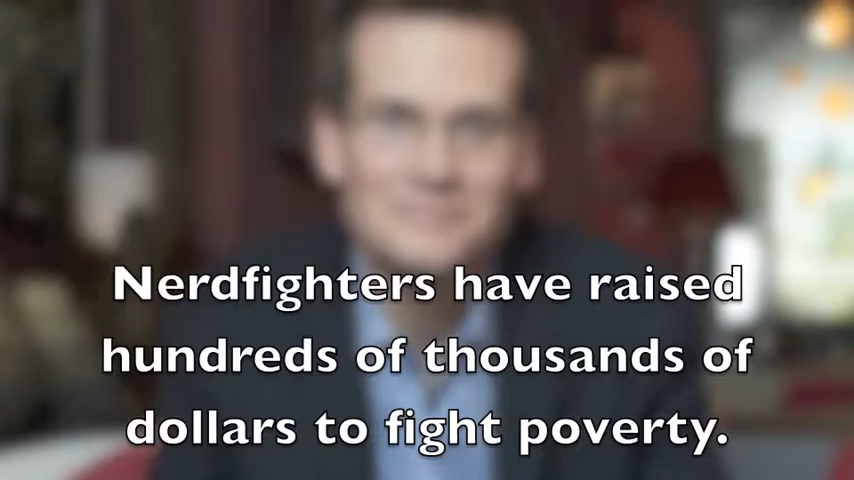 Nerdfighters have raised
hundreds of thousands of
dollars to fight poverty.